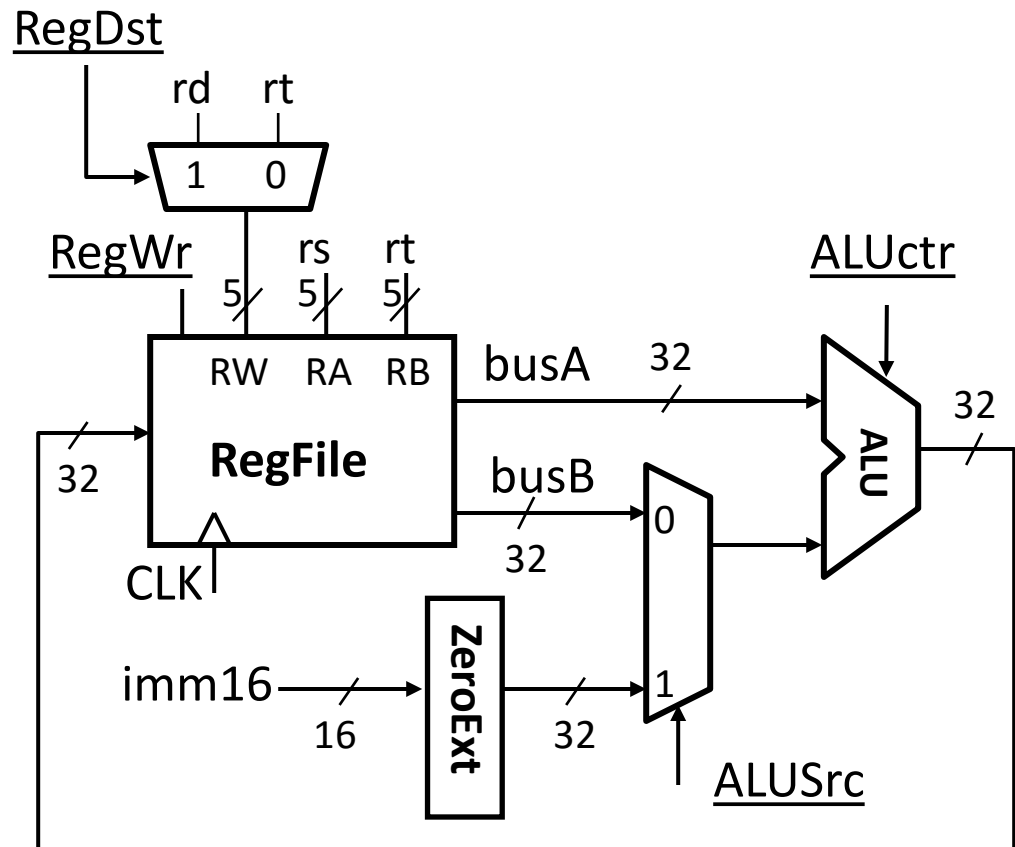 RegDst
rd rt
1 0
RegWr rs rt ALUctr
5 5 5
RW RA RB busA 32 32
32 RegFile ALU
busB
0
32
CLK
imm16 ZeroExt 1
16 32
ALUSrc